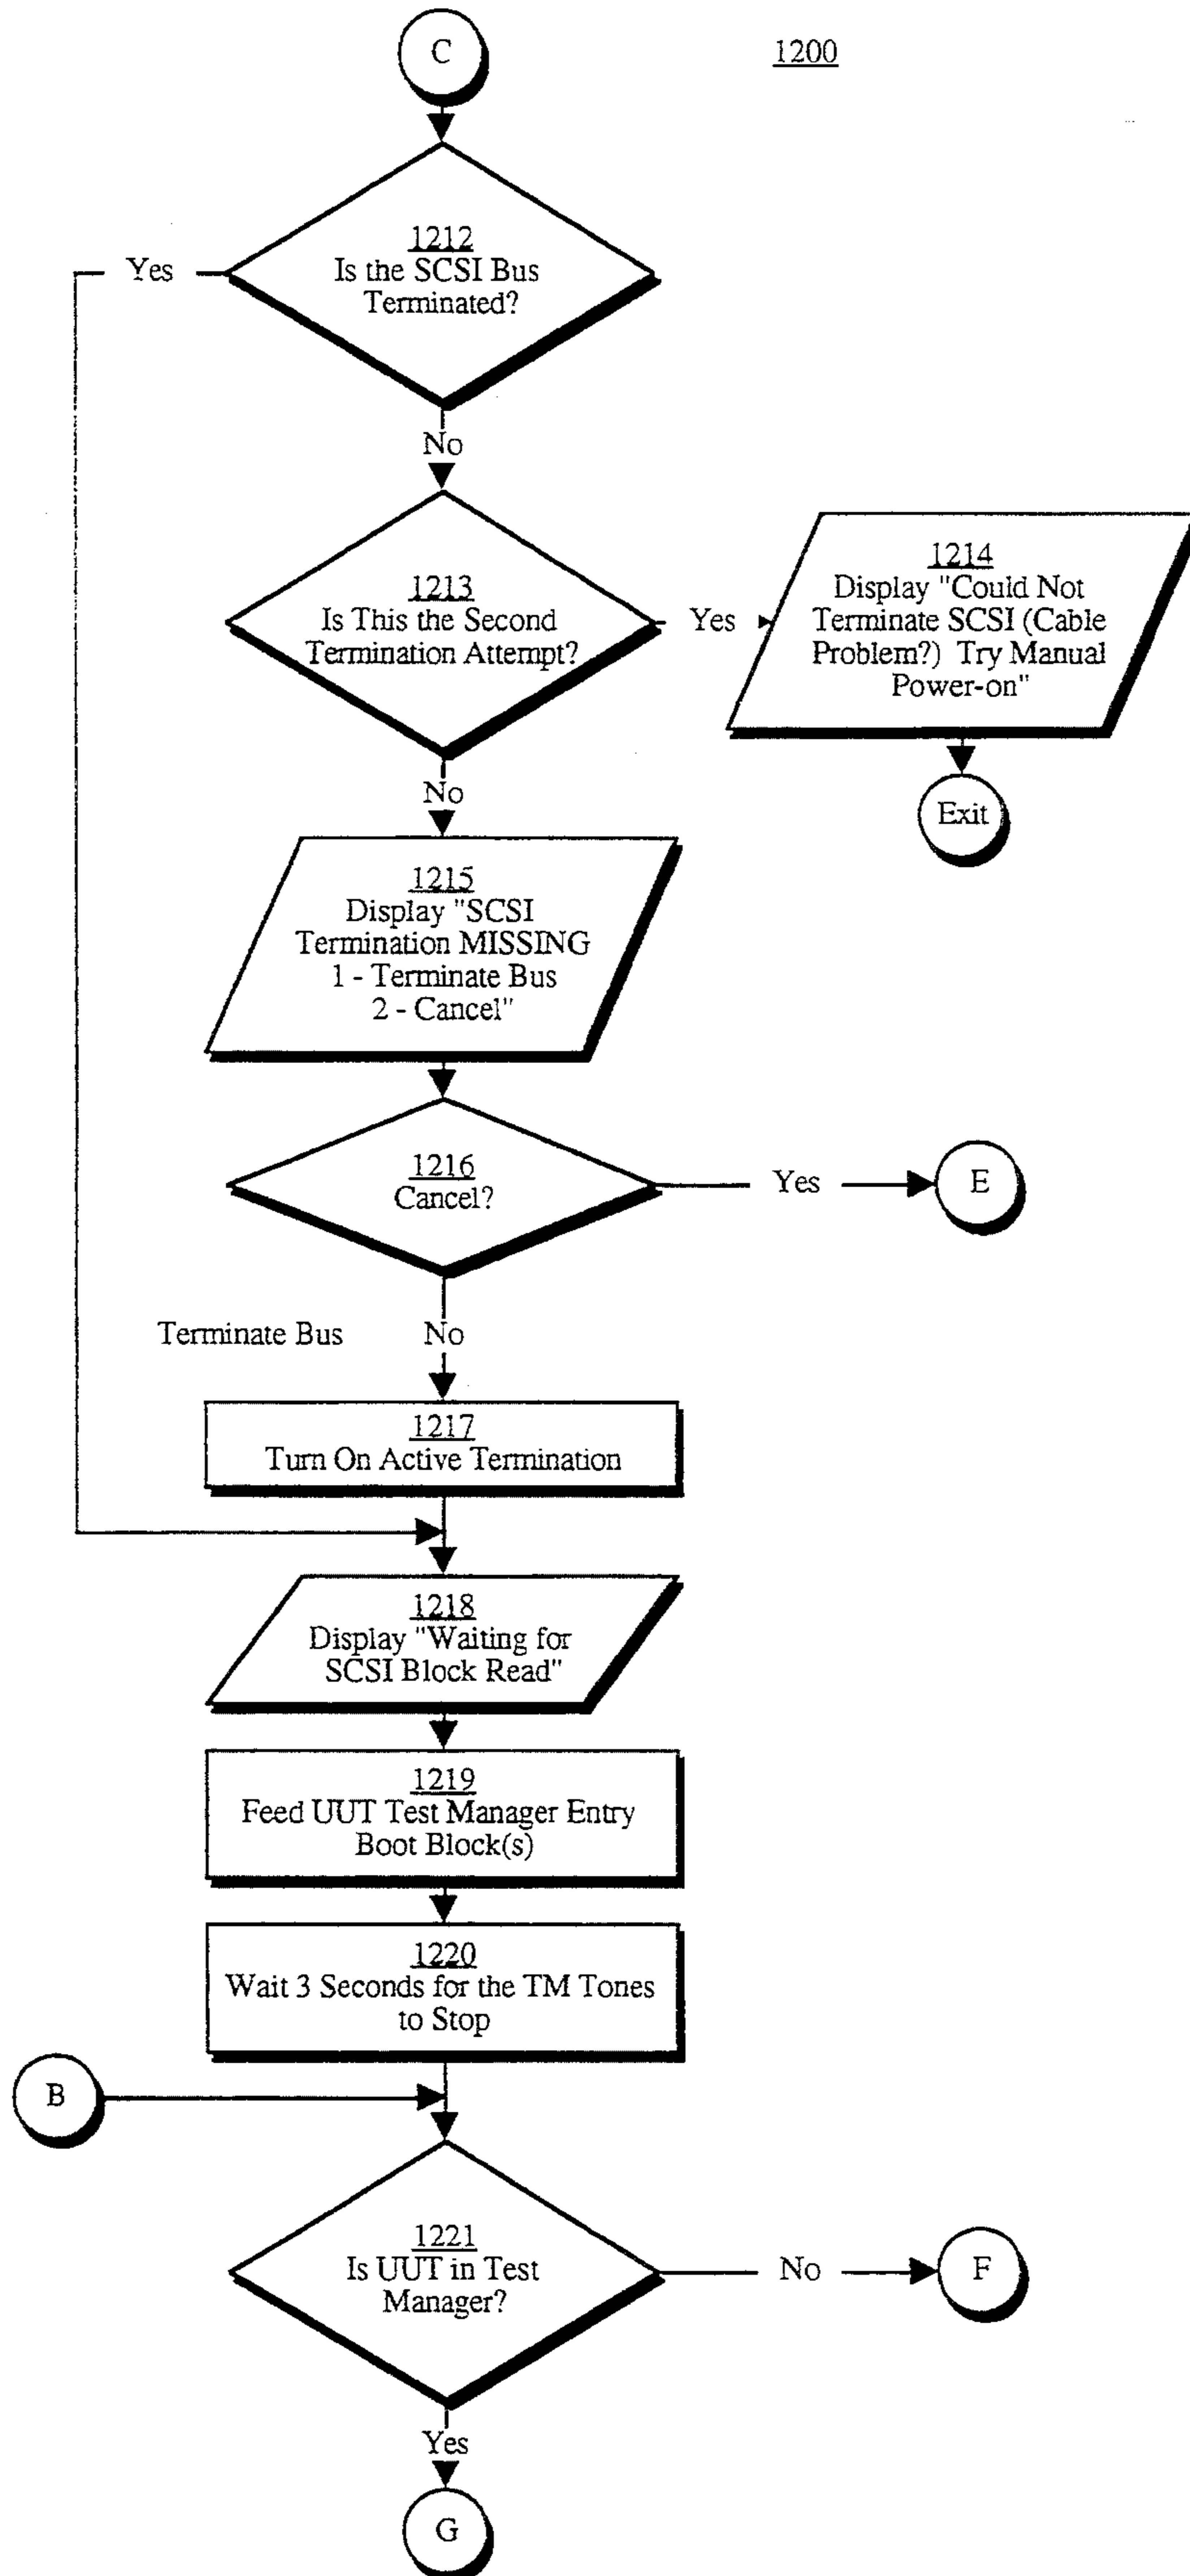 C
1200
1212
Is the SCSI Bus
Terminated?
Yes
No
1213
Is This the Second
Termination Attempt?
Yes
1214
Display "Could Not
Terminate SCSI (Cable
Problem?) Try Manual
Power-on"
Exit
No
1215
Display "SCSI
Termination MISSING
1 - Terminate Bus
2 - Cancel"
1216
Cancel?
Yes
E
Terminate Bus
No
1217
Turn On Active Termination
1218
Display "Waiting for
SCSI Block Read"
1219
Feed UUT Test Manager Entry
Boot Block(s)
1220
Wait 3 Seconds for the TM Tones
to Stop
B
1221
Is UUT in Test
Manager?
No
F
Yes
G